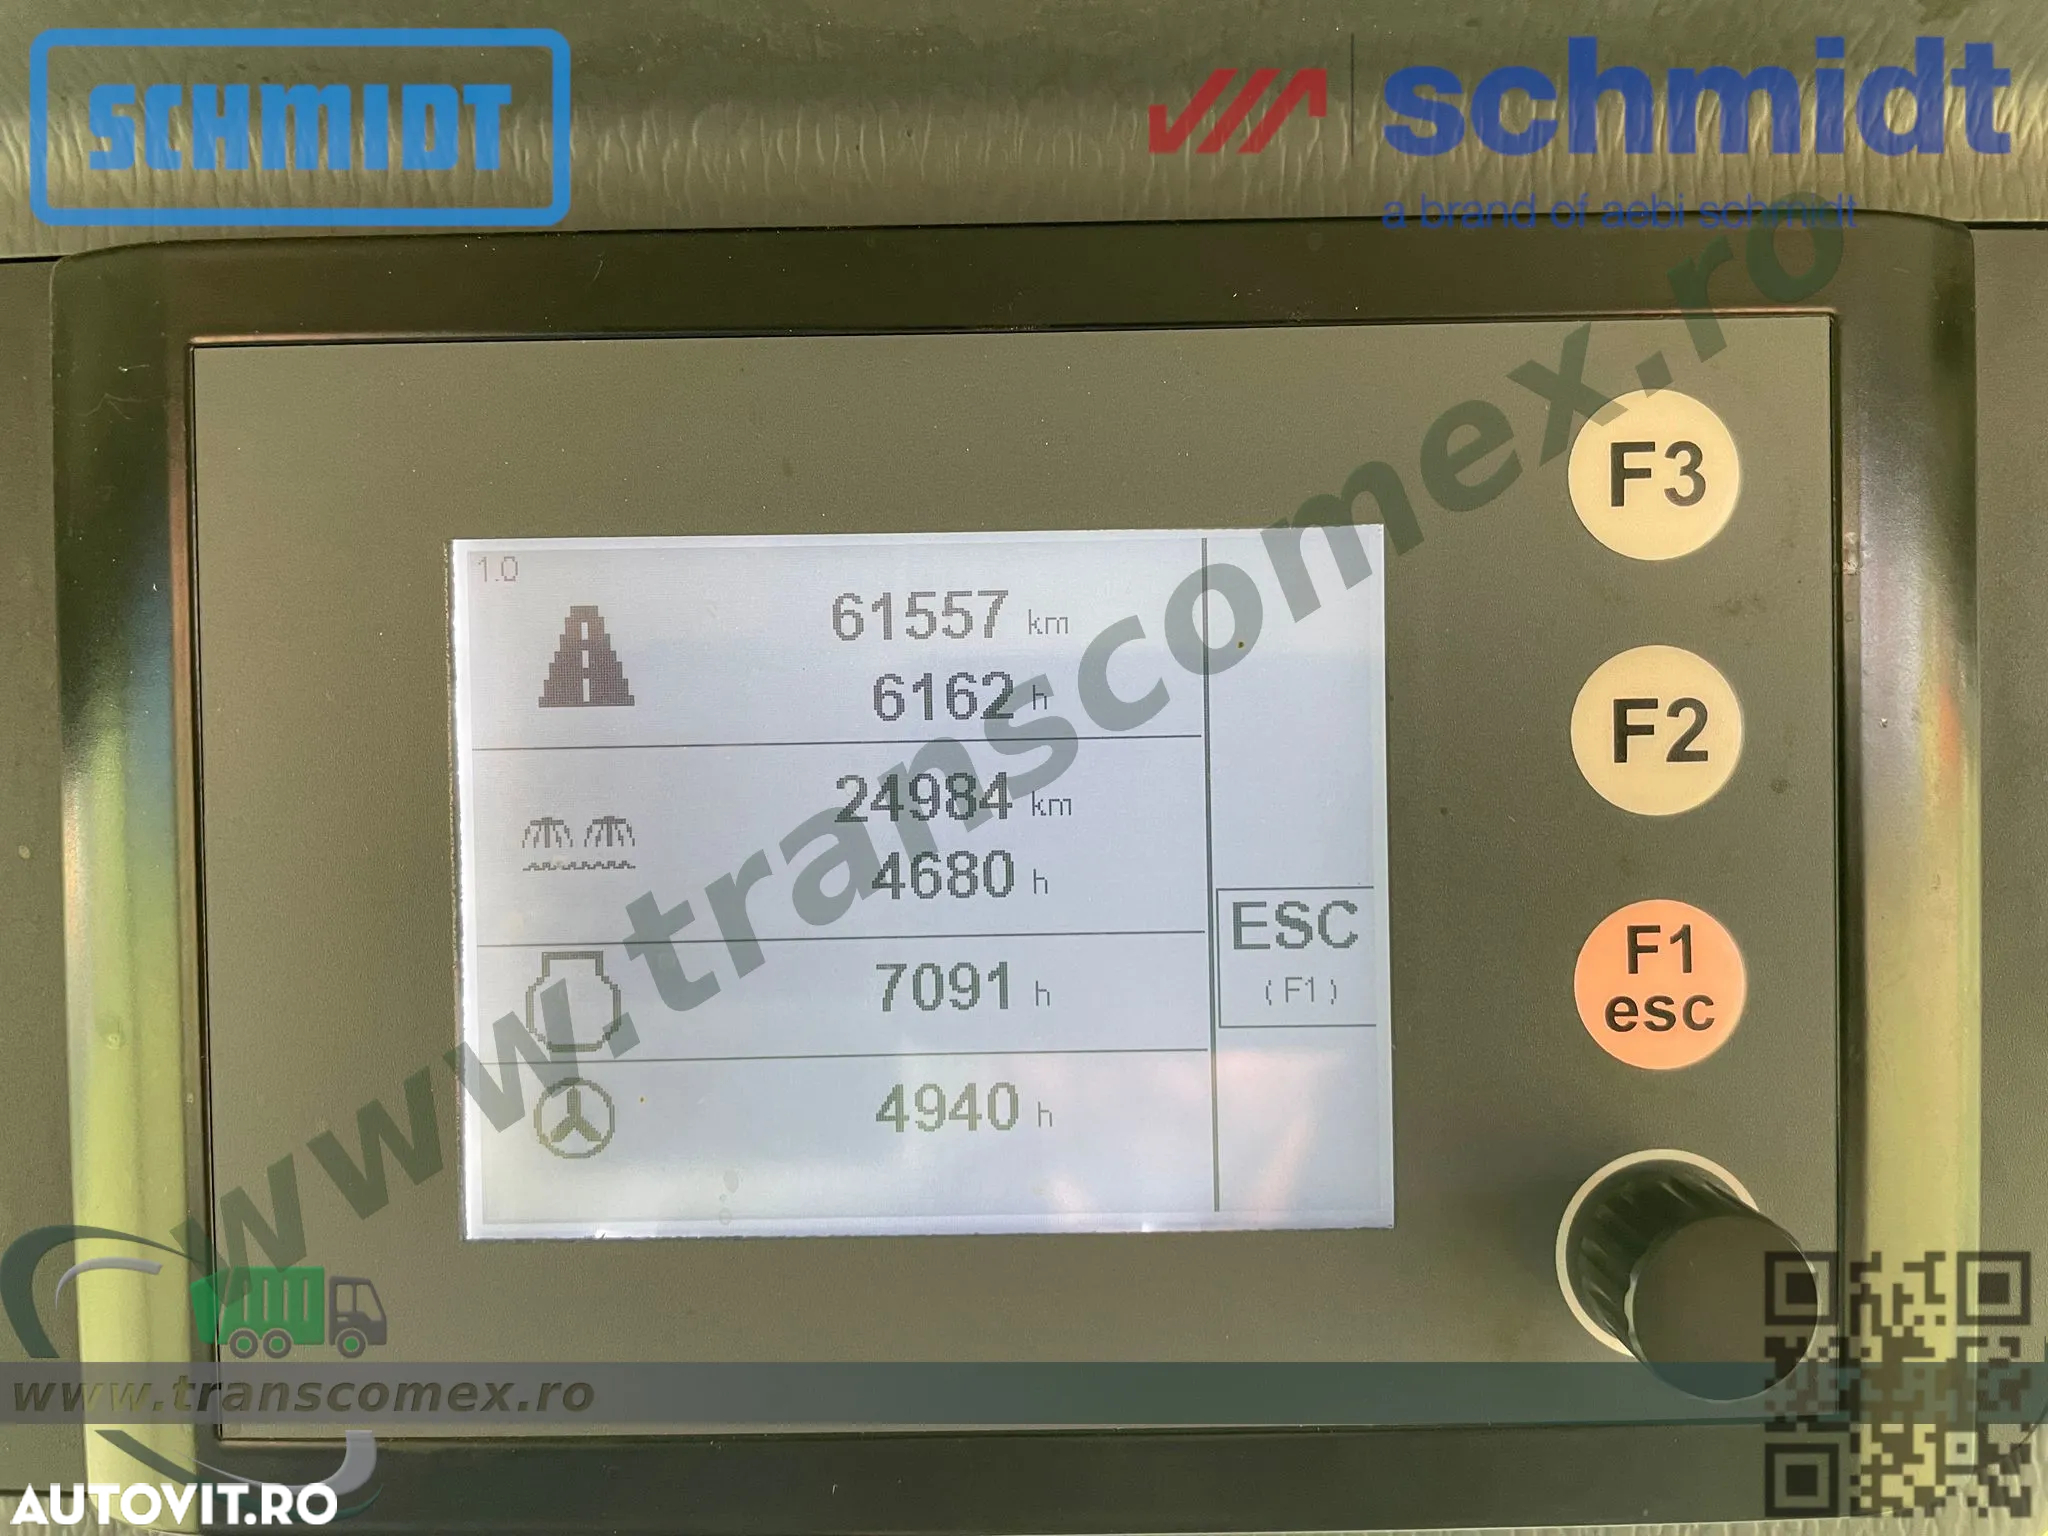 SCHMIDT
schmidt
a brand of aebi schmidt
www.transcomex.ro
F3
1.0
61557 km
6162 h
F2
24984 km
4680 h
ESC
(F1)
F1
esc
7091 h
4940 h
www.transcomex.ro
AUTOVIT.RO